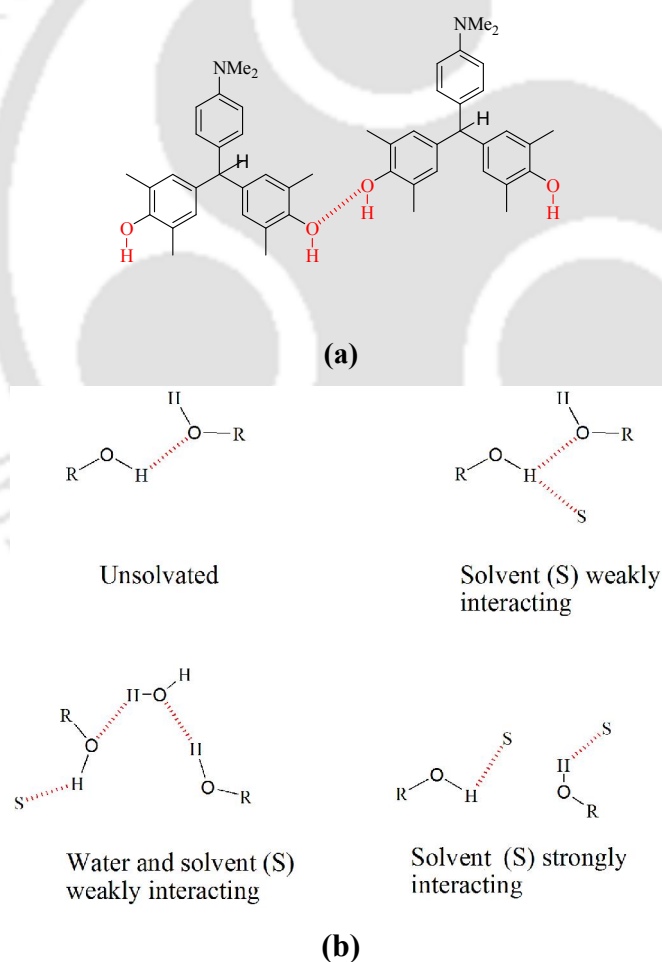 NMe2
NMe2
H
H
O
H
O
H
O
H
O
H
(a)
H
O
R
O
R
H
H
O
R
O
R
H
S
Unsolvated
Solvent (S) weakly
interacting
H
H
O
R
O
H
H
S
O
R
S
S
H
O
R
H
O
R
Water and solvent (S)
weakly interacting
Solvent (S) strongly
interacting
(b)